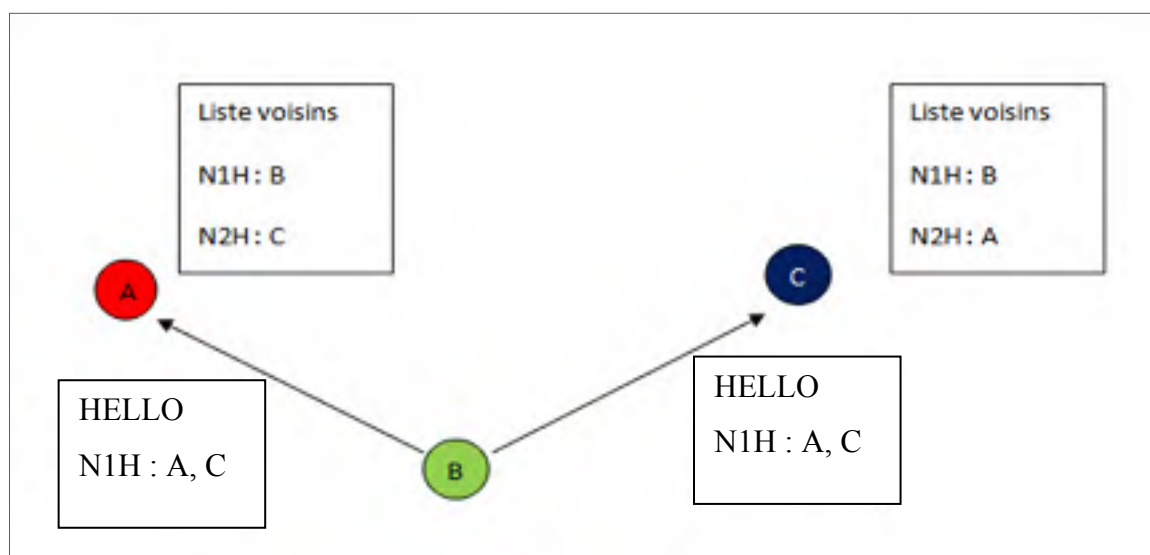 Liste voisins
N1H : B
N2H : C
Liste voisins
N1H : B
N2H : A
A
C
HELLO
N1H : A, C
HELLO
N1H : A, C
B